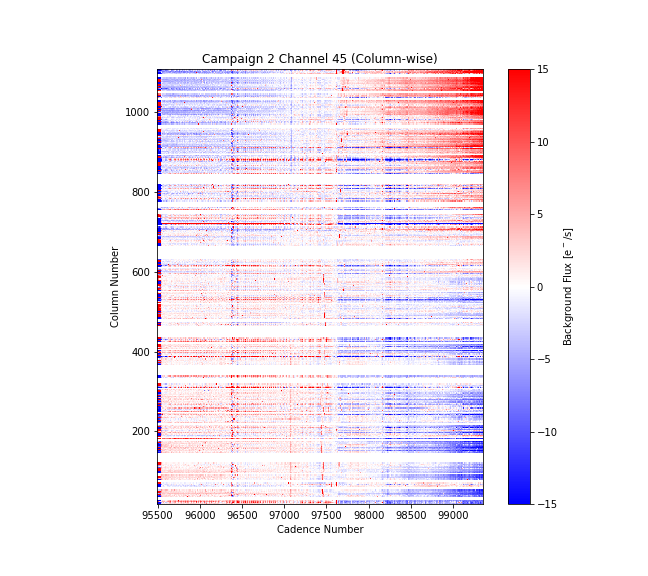 Campaign 2 Channel 45 (Column-wise)
Column Number
1000
800
600
400
200
95500 96000 96500 97000 97500 98000 98500 99000
Cadence Number
15
10
5
0
−5
−10
−15
Background Flux [e⁻/s]